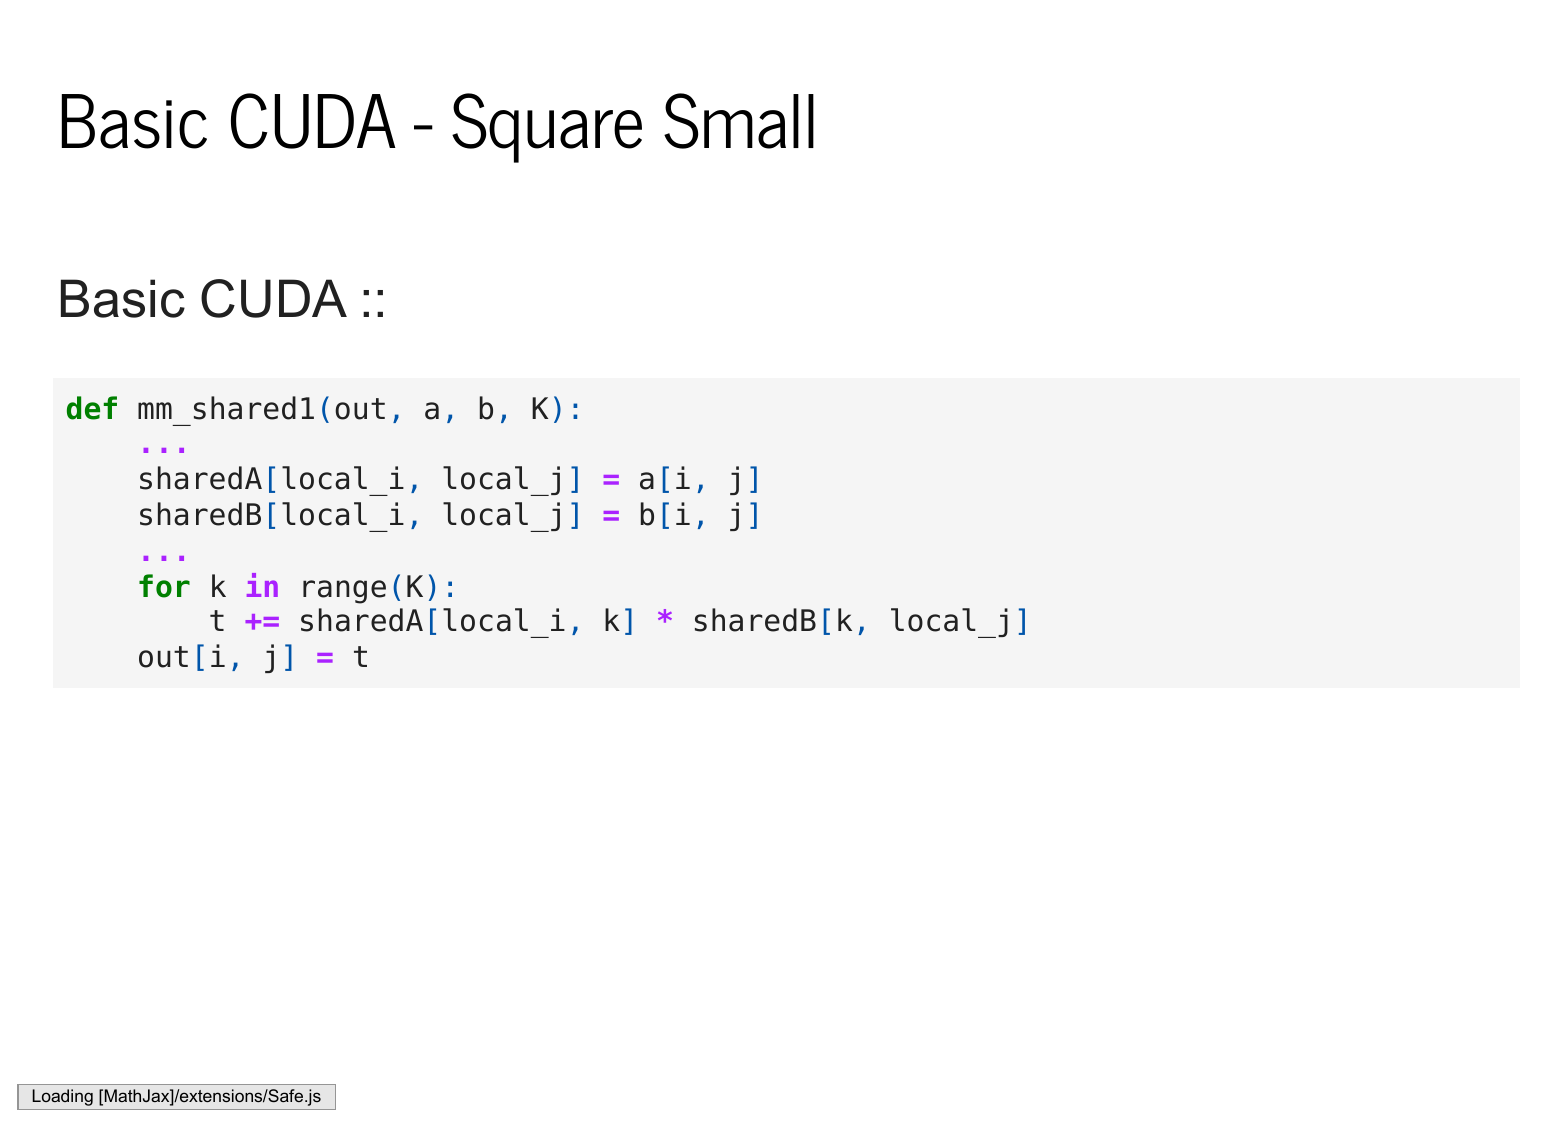 Basic CUDA - Square Small
Basic CUDA ::
def mm_shared1(out, a, b, K):
    ...
    sharedA[local_i, local_j] = a[i, j]
    sharedB[local_i, local_j] = b[i, j]
    ...
    for k in range(K):
        t += sharedA[local_i, k] * sharedB[k, local_j]
    out[i, j] = t
Loading [MathJax]/extensions/Safe.js